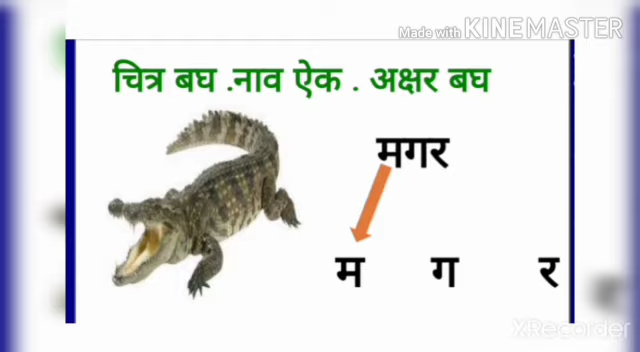 Made with KINEMASTER
चित्र बघ .नाव ऐक . अक्षर बघ
मगर
म ग र
XRecorder